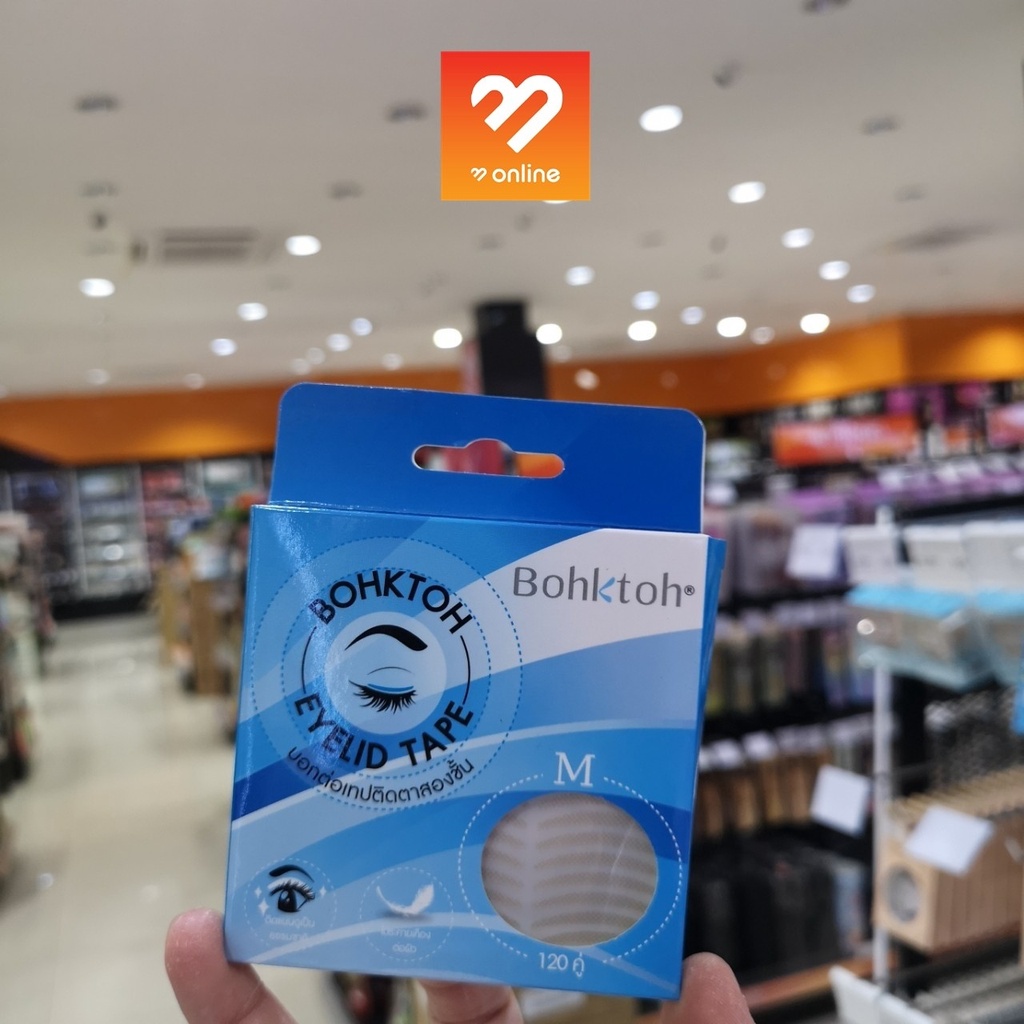 online
Bohktoh®
BOHKTOH
EYELID TAPE
บอกต่อเทปติดตาสองชั้น
M
120 คู่